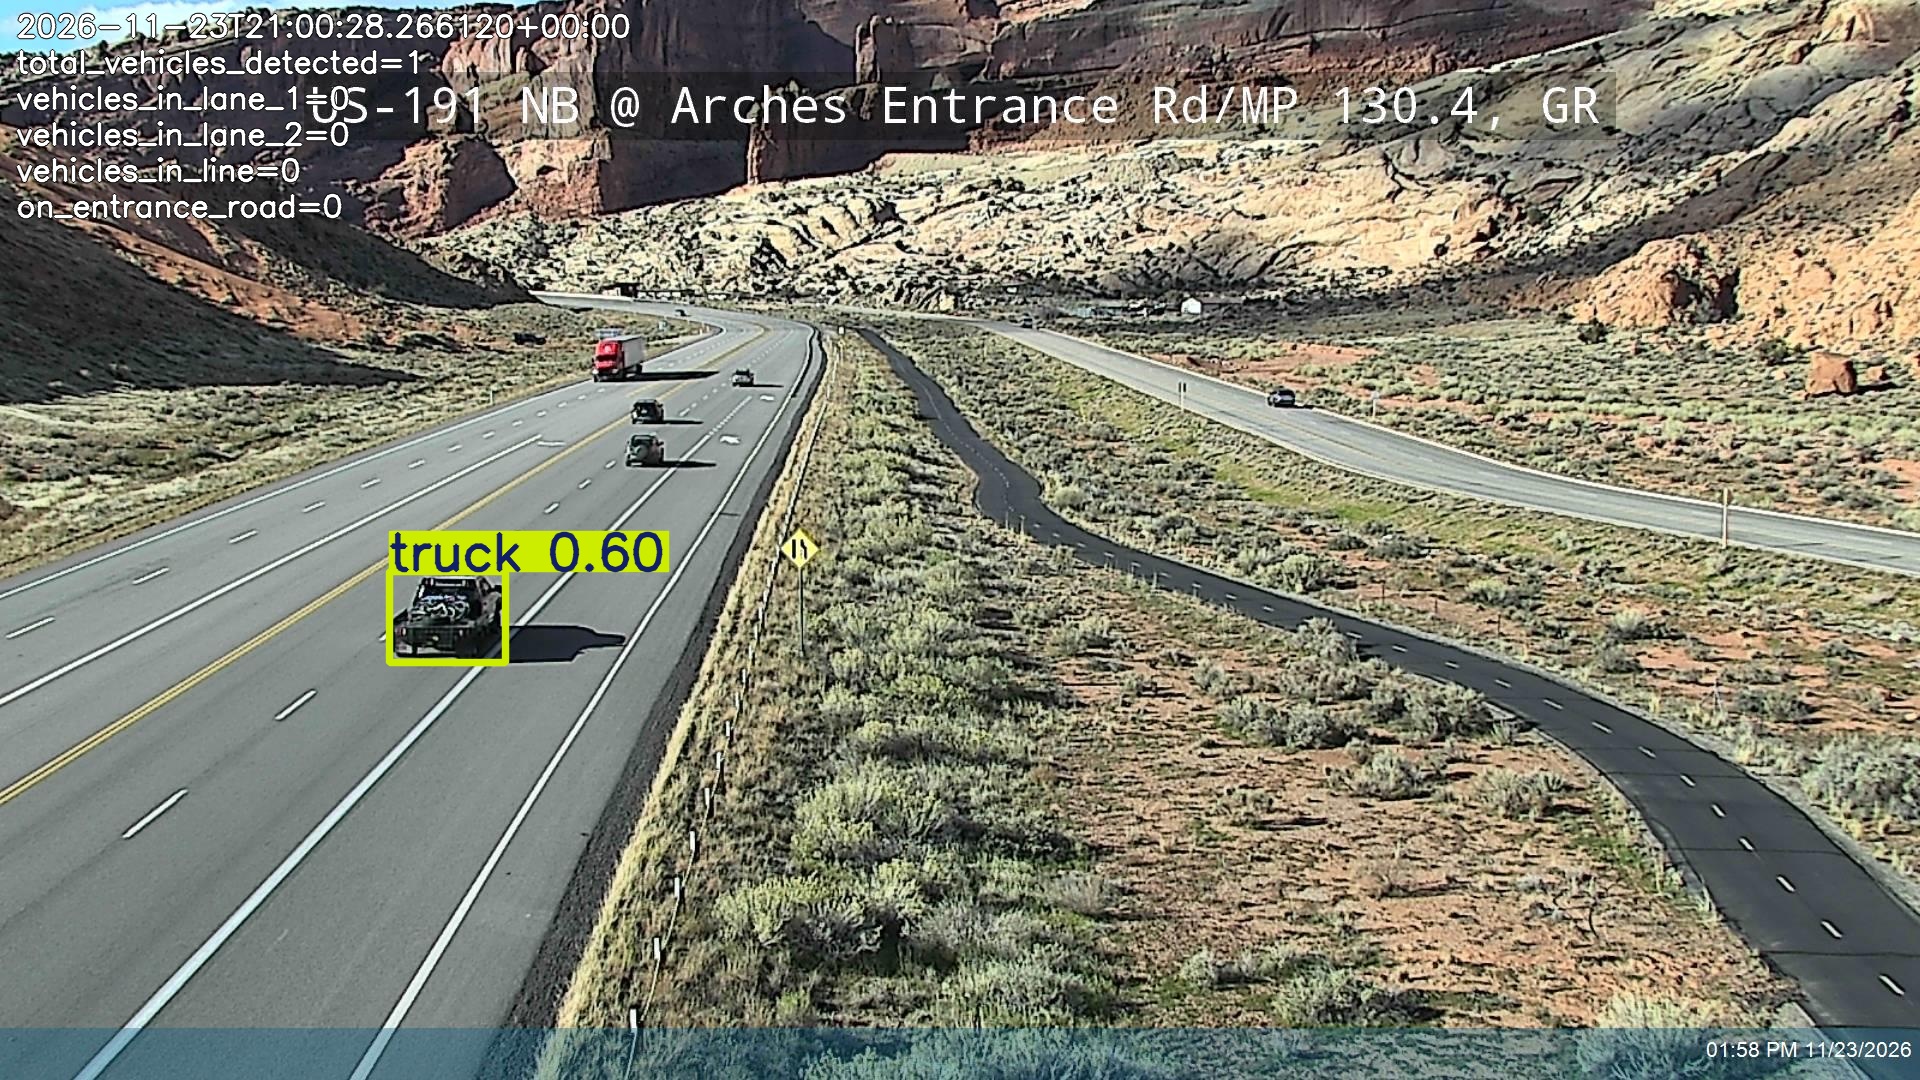 2026-11-23T21:00:28.266120+00:00
total_vehicles_detected=1
vehicles_in_lane_1=0
US-191 NB @ Arches Entrance Rd/MP 130.4, GR
vehicles_in_lane_2=0
vehicles_in_line=0
on_entrance_road=0
truck 0.60
01:58 PM 11/23/2026